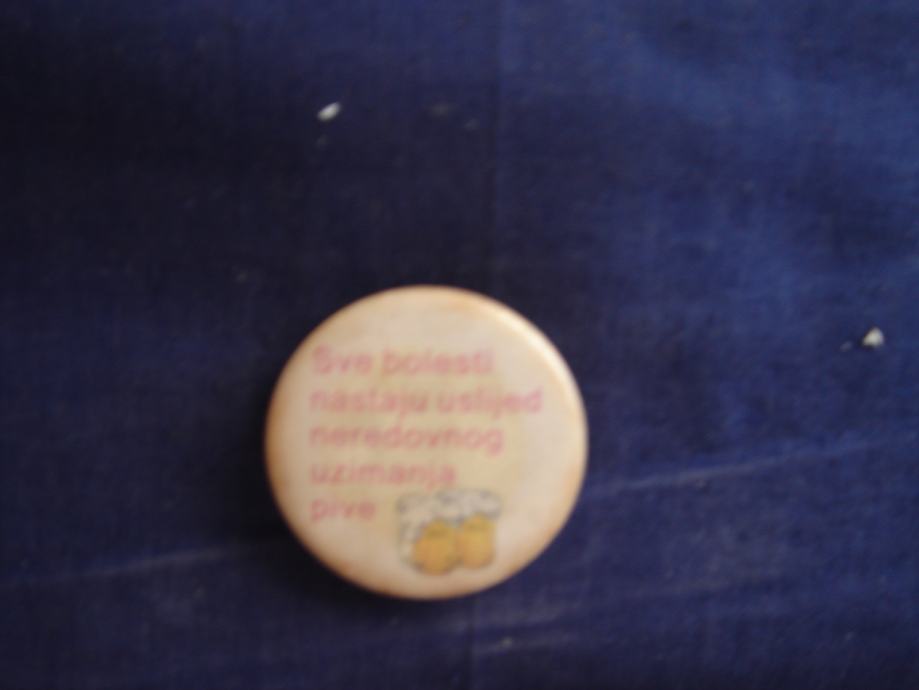 Sve bolesti
nastaju uslijed
neredovnog
uzimanja
pive